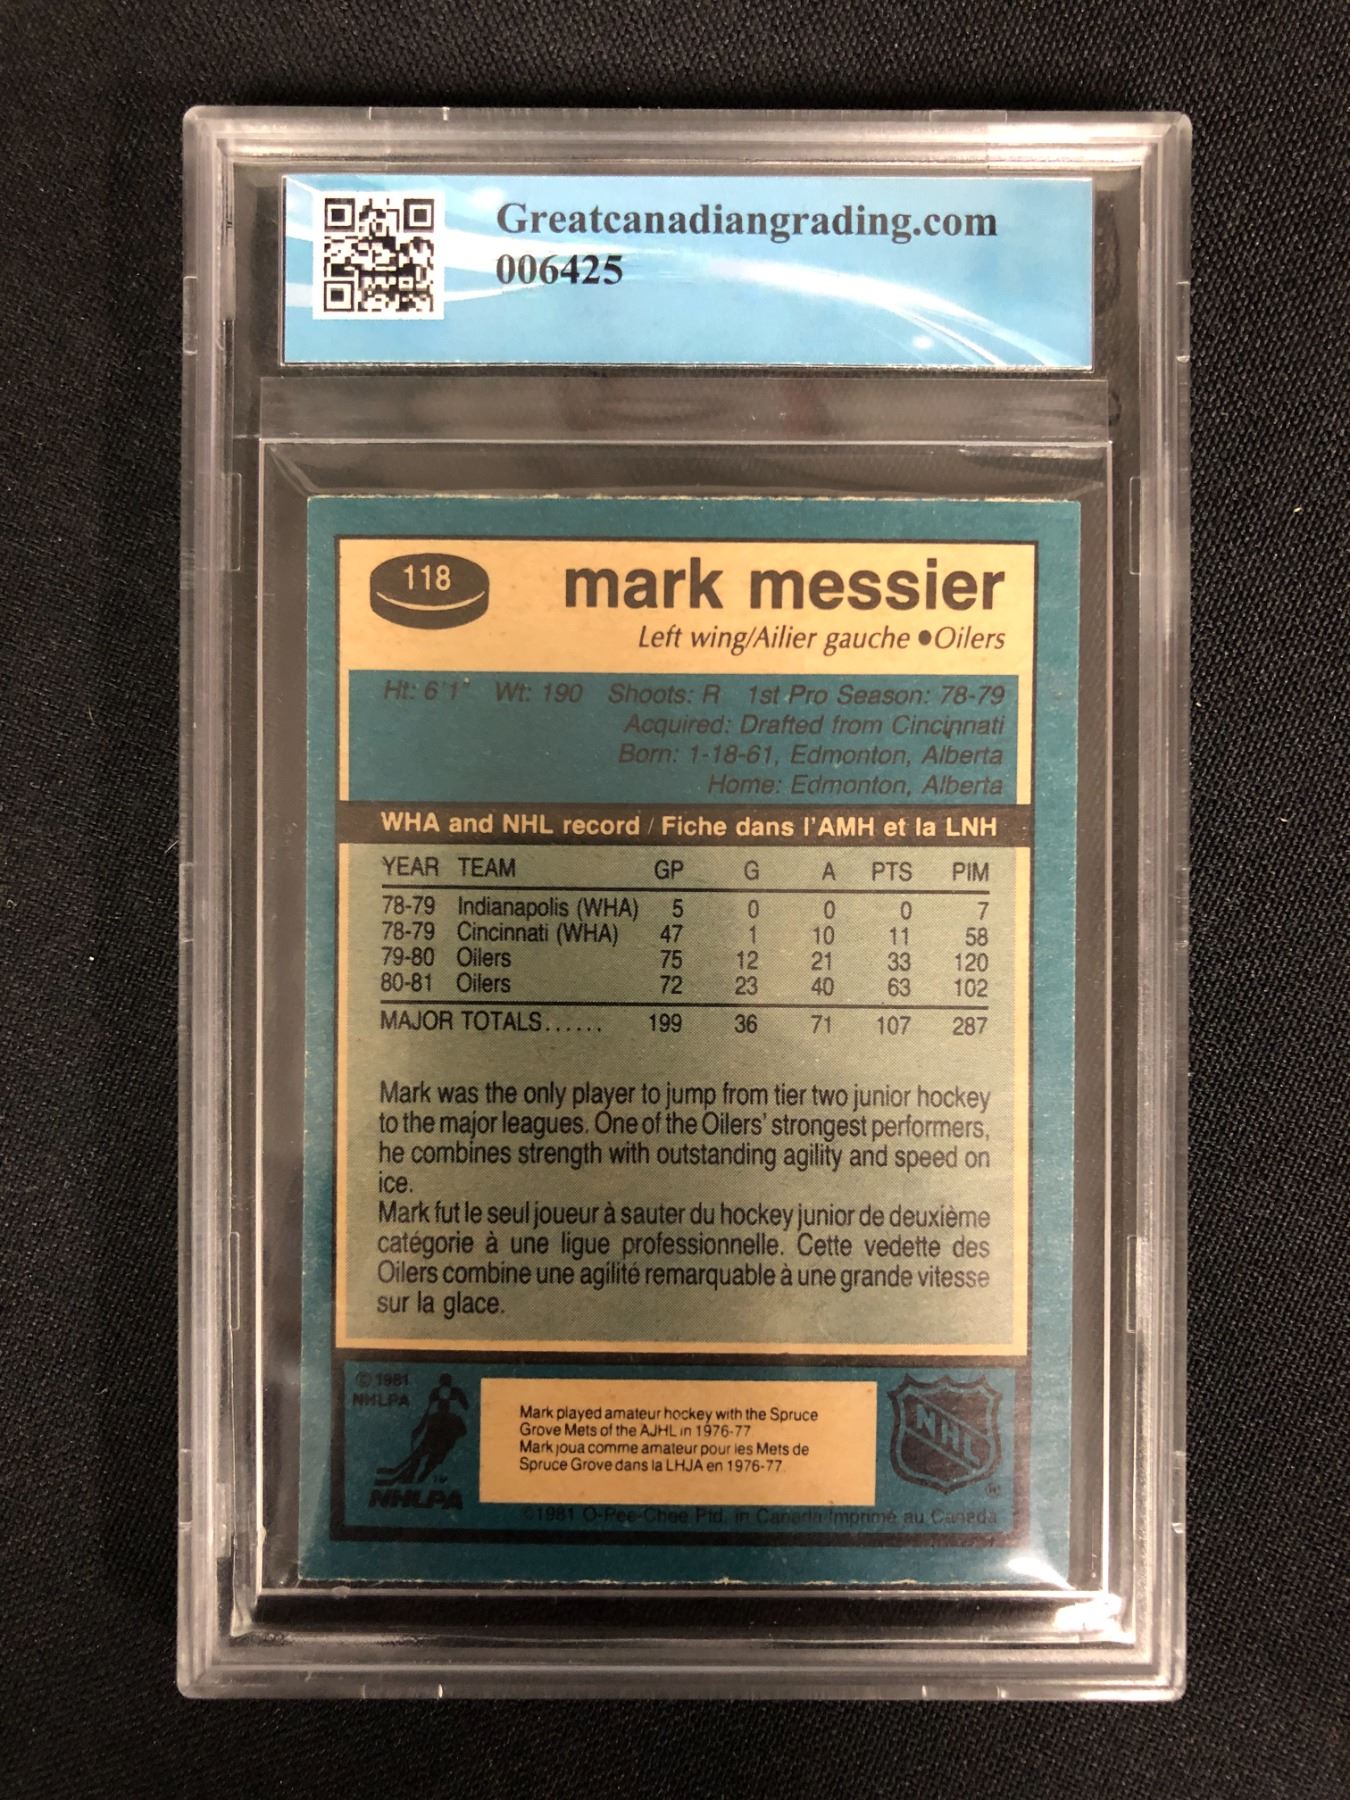 Greatcanadiangrading.com
006425
118
mark messier
Left wing/Ailier gauche ●Oilers
Ht: 6'1" Wt: 190 Shoots: R 1st Pro Season: 78-79
Acquired: Drafted from Cincinnati
Born: 1-18-61, Edmonton, Alberta
Home: Edmonton, Alberta
WHA and NHL record / Fiche dans l'AMH et la LNH
YEAR TEAM GP G A PTS PIM
78-79 Indianapolis (WHA) 5 0 0 0 7
78-79 Cincinnati (WHA) 47 1 10 11 58
79-80 Oilers 75 12 21 33 120
80-81 Oilers 72 23 40 63 102
MAJOR TOTALS...... 199 36 71 107 287
Mark was the only player to jump from tier two junior hockey
to the major leagues. One of the Oilers' strongest performers,
he combines strength with outstanding agility and speed on
ice.
Mark fut le seul joueur à sauter du hockey junior de deuxième
catégorie à une ligue professionnelle. Cette vedette des
Oilers combine une agilité remarquable à une grande vitesse
sur la glace.
© 1981
NHLPA
TM
NHLPA
Mark played amateur hockey with the Spruce
Grove Mets of the AJHL in 1976-77
Mark joua comme amateur pour les Mets de
Spruce Grove dans la LHJA en 1976-77.
NHL
®
©1981 O-Pee-Chee Ptd. in Canada/Imprimé au Canada